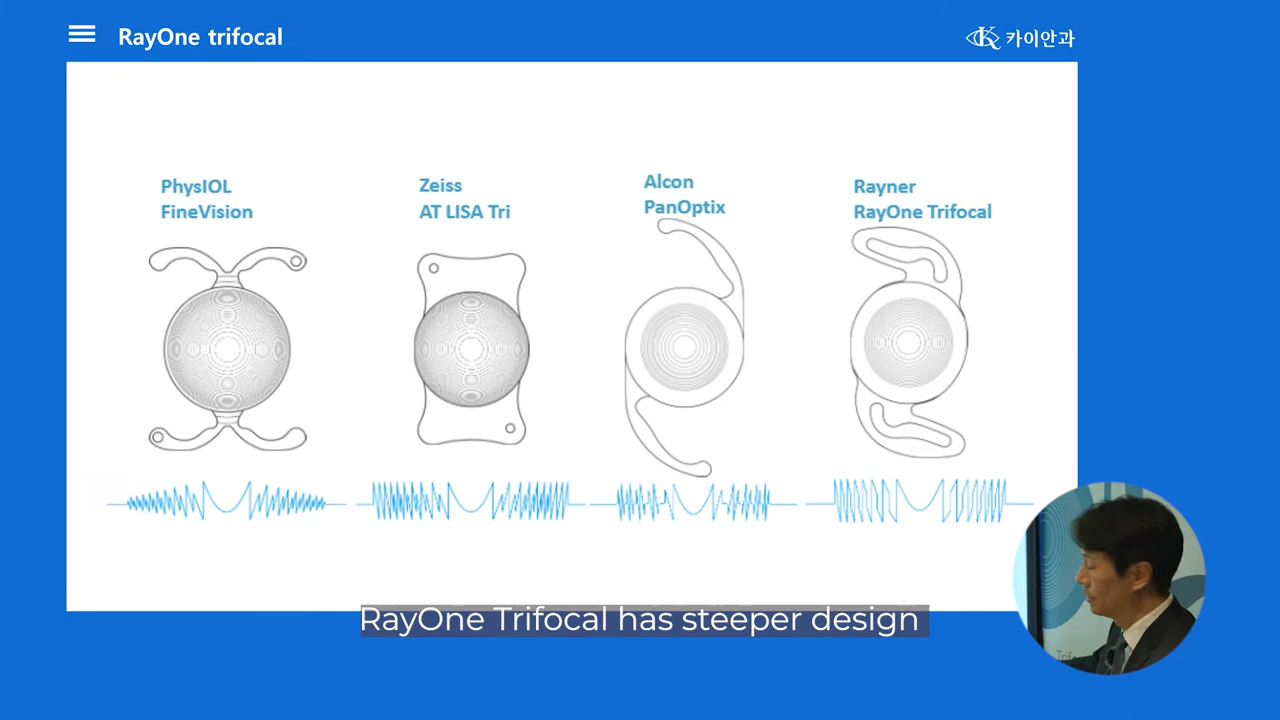 RayOne trifocal
카이안과
PhysIOL
FineVision
Zeiss
AT LISA Tri
Alcon
PanOptix
Rayner
RayOne Trifocal
RayOne Trifocal has steeper design